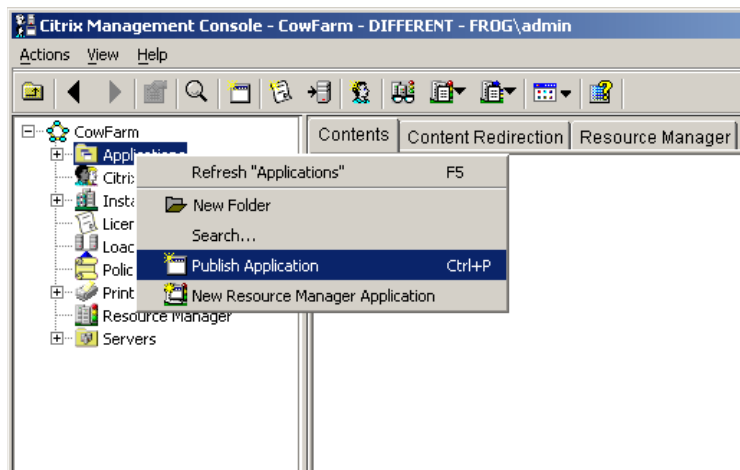 Citrix Management Console - CowFarm - DIFFERENT - FROG\admin
Actions View Help
Contents Content Redirection Resource Manager
CowFarm
Applications
Refresh "Applications" F5
New Folder
Search...
Publish Application Ctrl+P
New Resource Manager Application
Resource Manager
Servers